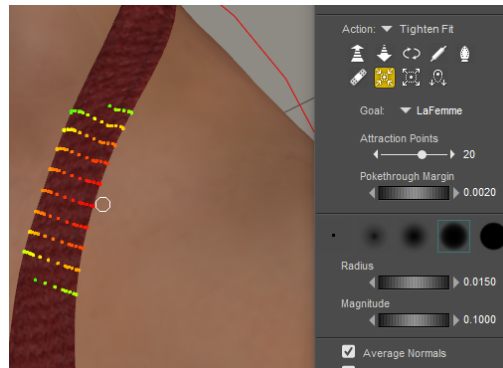 Action: Tighten Fit
Goal: LaFemme
Attraction Points
20
Pokethrough Margin
0.0020
Radius
0.0150
Magnitude
0.1000
Average Normals